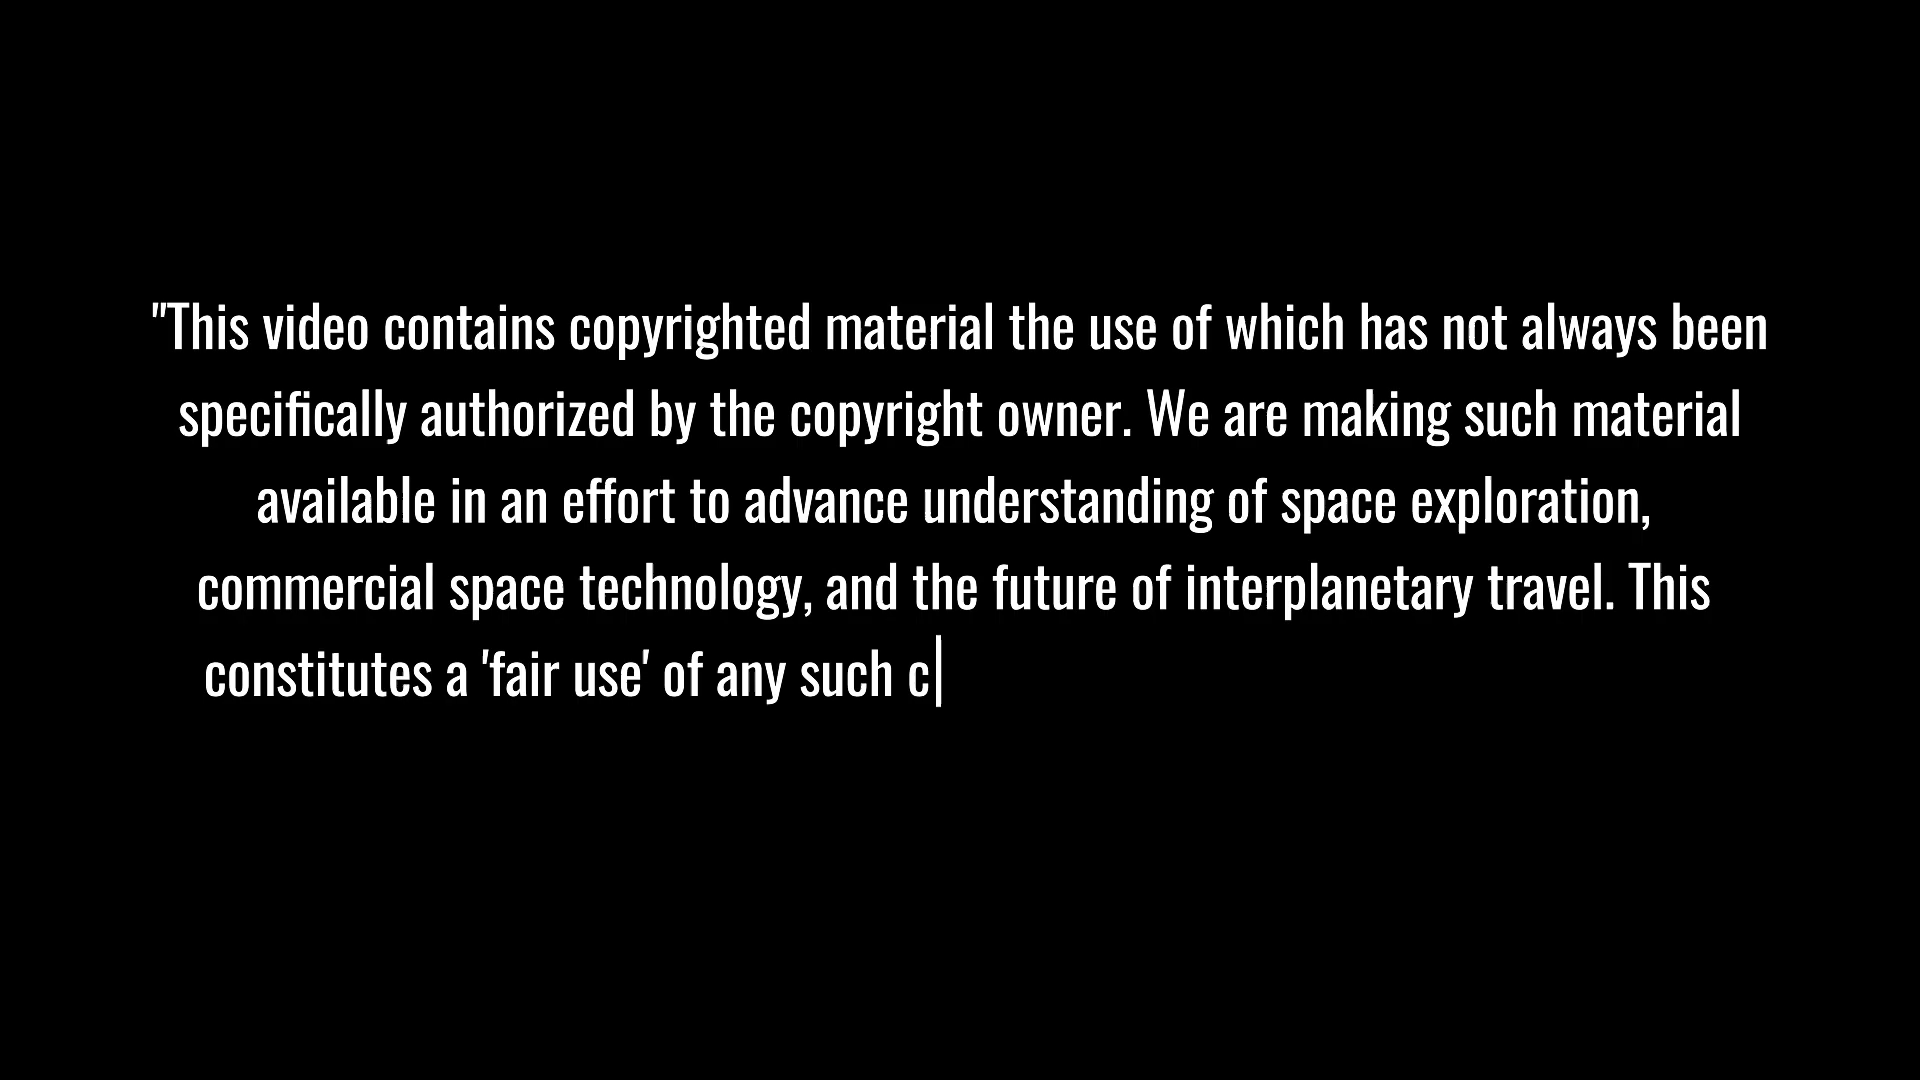 "This video contains copyrighted material the use of which has not always been
specifically authorized by the copyright owner. We are making such material
available in an effort to advance understanding of space exploration,
commercial space technology, and the future of interplanetary travel. This
constitutes a 'fair use' of any such c